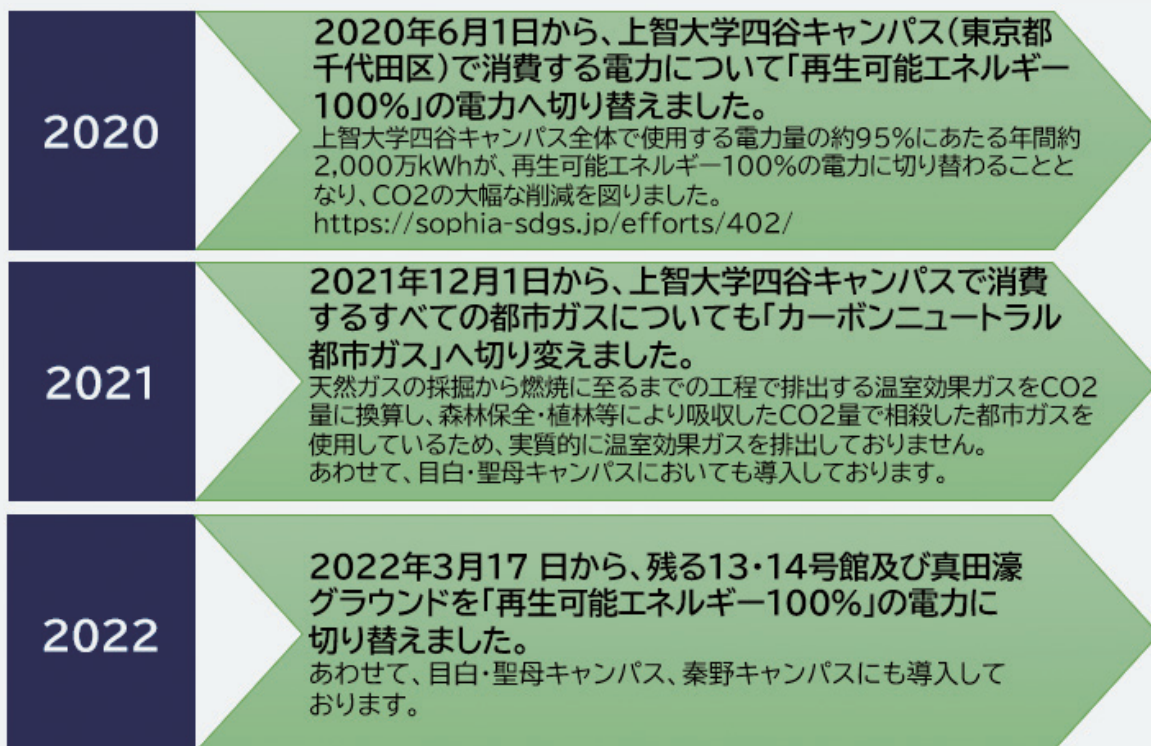 2020
2020年6月1日から、上智大学四谷キャンパス(東京都
千代田区)で消費する電力について「再生可能エネルギー
100%」の電力へ切り替えました。
上智大学四谷キャンパス全体で使用する電力量の約95%にあたる年間約
2,000万kWhが、再生可能エネルギー100%の電力に切り替わることと
なり、CO2の大幅な削減を図りました。
https://sophia-sdgs.jp/efforts/402/
2021
2021年12月1日から、上智大学四谷キャンパスで消費
するすべての都市ガスについても「カーボンニュートラル
都市ガス」へ切り変えました。
天然ガスの採掘から燃焼に至るまでの工程で排出する温室効果ガスをCO2
量に換算し、森林保全・植林等により吸収したCO2量で相殺した都市ガスを
使用しているため、実質的に温室効果ガスを排出しておりません。
あわせて、目白・聖母キャンパスにおいても導入しております。
2022
2022年3月17 日から、残る13・14号館及び真田濠
グラウンドを「再生可能エネルギー100%」の電力に
切り替えました。
あわせて、目白・聖母キャンパス、秦野キャンパスにも導入して
おります。